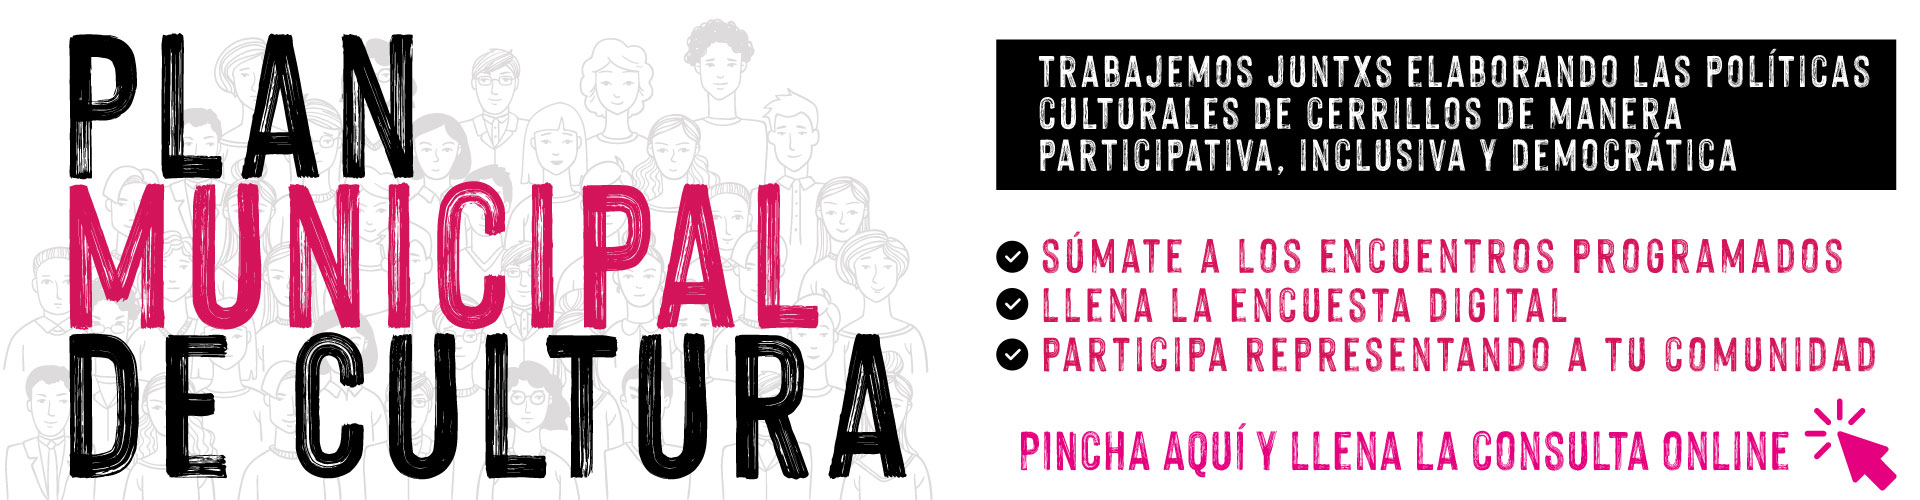 PLAN
MUNICIPAL
DE CULTURA
TRABAJEMOS JUNTXS ELABORANDO LAS POLÍTICAS
CULTURALES DE CERRILLOS DE MANERA
PARTICIPATIVA, INCLUSIVA Y DEMOCRÁTICA
SÚMATE A LOS ENCUENTROS PROGRAMADOS
LLENA LA ENCUESTA DIGITAL
PARTICIPA REPRESENTANDO A TU COMUNIDAD
PINCHA AQUÍ Y LLENA LA CONSULTA ONLINE